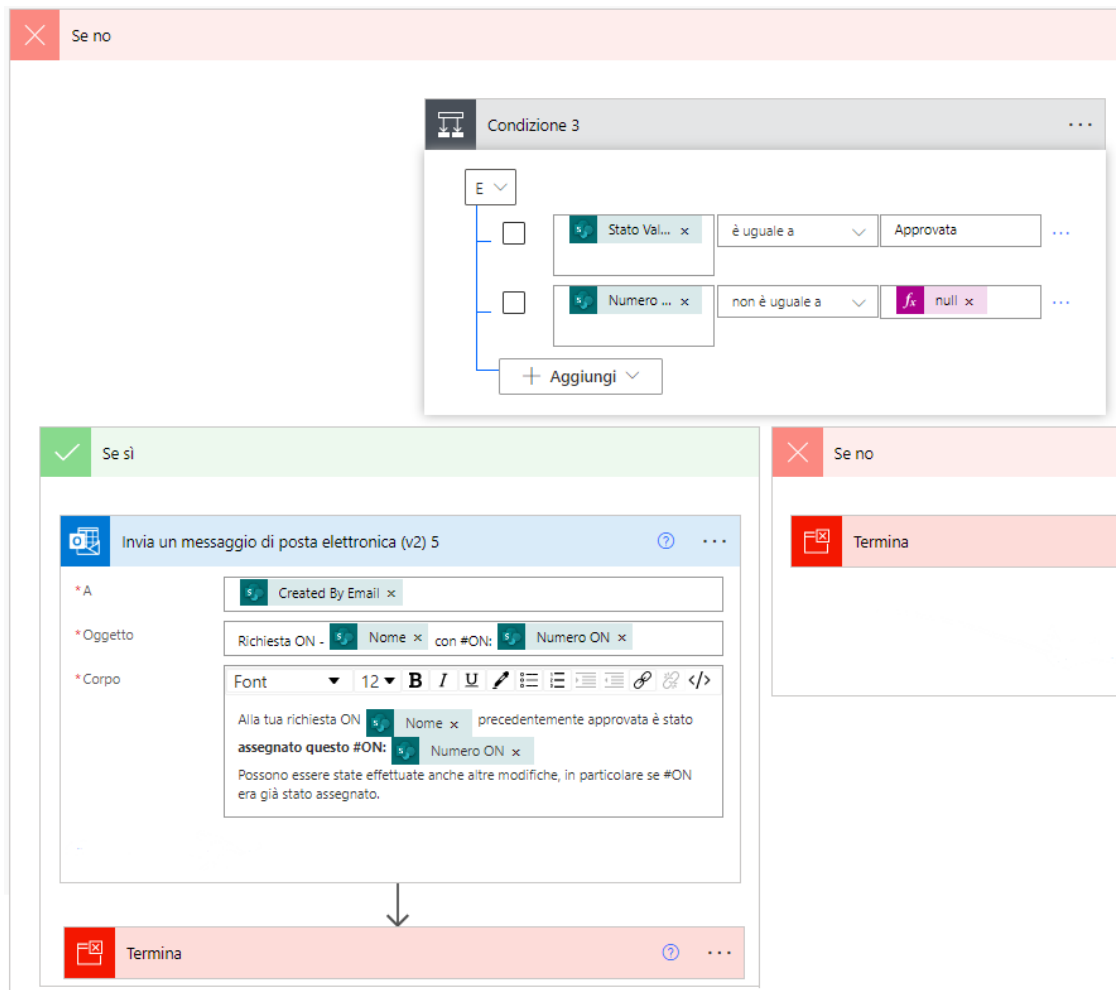 Se no
Condizione 3
E
Stato Val... × è uguale a Approvata
Numero ... × non è uguale a fx null ×
+ Aggiungi
Se sì
Se no
Invia un messaggio di posta elettronica (v2) 5
Termina
*A Created By Email ×
*Oggetto Richiesta ON - Nome × con #ON: Numero ON ×
*Corpo
Font 12 B I U </>
Alla tua richiesta ON Nome × precedentemente approvata è stato
assegnato questo #ON: Numero ON ×
Possono essere state effettuate anche altre modifiche, in particolare se #ON
era già stato assegnato.
Termina